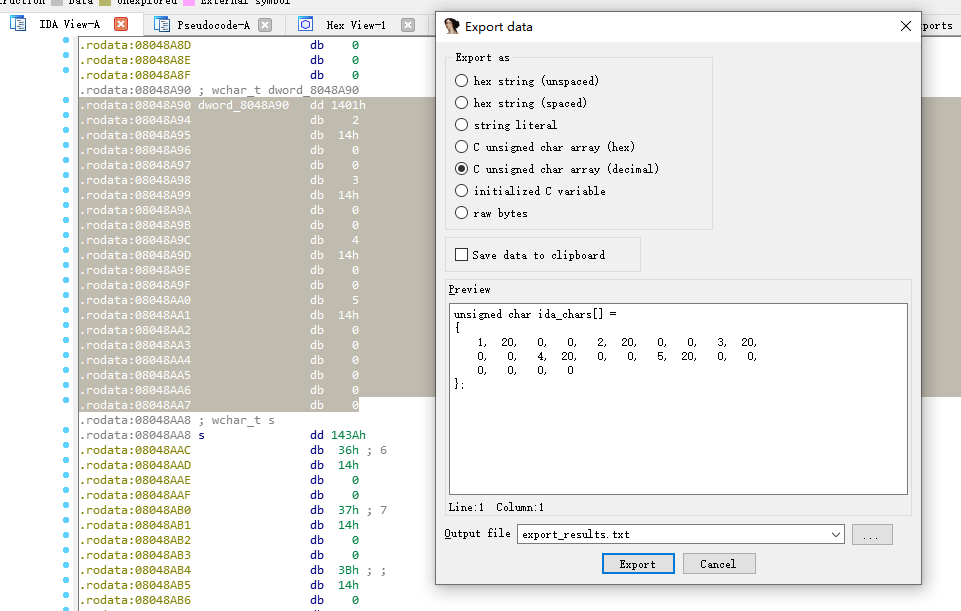 Data
Unexplored
External symbol
IDA View-A
Pseudocode-A
Hex View-1
.rodata:08048A8D db 0
.rodata:08048A8E db 0
.rodata:08048A8F db 0
.rodata:08048A90 ; wchar_t dword_8048A90
.rodata:08048A90 dword_8048A90 dd 1401h
.rodata:08048A94 db 2
.rodata:08048A95 db 14h
.rodata:08048A96 db 0
.rodata:08048A97 db 0
.rodata:08048A98 db 3
.rodata:08048A99 db 14h
.rodata:08048A9A db 0
.rodata:08048A9B db 0
.rodata:08048A9C db 4
.rodata:08048A9D db 14h
.rodata:08048A9E db 0
.rodata:08048A9F db 0
.rodata:08048AA0 db 5
.rodata:08048AA1 db 14h
.rodata:08048AA2 db 0
.rodata:08048AA3 db 0
.rodata:08048AA4 db 0
.rodata:08048AA5 db 0
.rodata:08048AA6 db 0
.rodata:08048AA7 db 0
.rodata:08048AA8 ; wchar_t s
.rodata:08048AA8 s dd 143Ah
.rodata:08048AAC db 36h ; 6
.rodata:08048AAD db 14h
.rodata:08048AAE db 0
.rodata:08048AAF db 0
.rodata:08048AB0 db 37h ; 7
.rodata:08048AB1 db 14h
.rodata:08048AB2 db 0
.rodata:08048AB3 db 0
.rodata:08048AB4 db 3Bh ; ;
.rodata:08048AB5 db 14h
.rodata:08048AB6 db 0
Export data
Export as
hex string (unspaced)
hex string (spaced)
string literal
C unsigned char array (hex)
C unsigned char array (decimal)
initialized C variable
raw bytes
Save data to clipboard
Preview
unsigned char ida_chars[] =
{
1, 20, 0, 0, 2, 20, 0, 0, 3, 20,
0, 0, 4, 20, 0, 0, 5, 20, 0, 0,
0, 0, 0, 0
};
Line:1 Column:1
Output file export_results.txt ...
Export Cancel